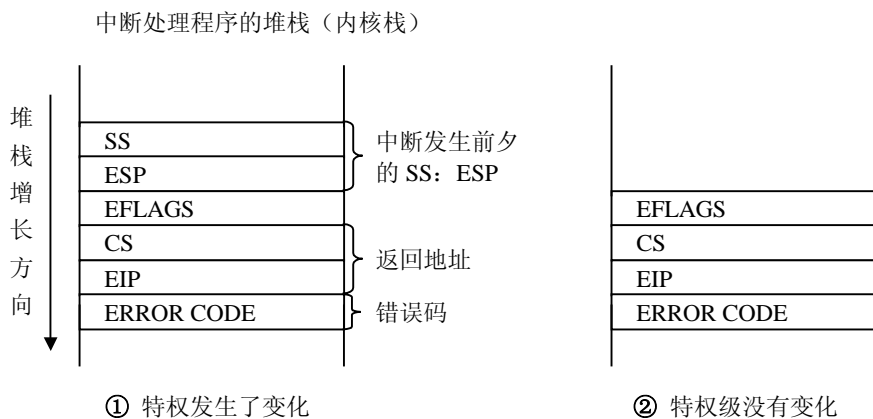 中断处理程序的堆栈（内核栈）
堆栈增长方向
SS
ESP
中断发生前夕
的 SS：ESP
EFLAGS
CS
EIP
返回地址
ERROR CODE
错误码
① 特权发生了变化
EFLAGS
CS
EIP
ERROR CODE
② 特权级没有变化